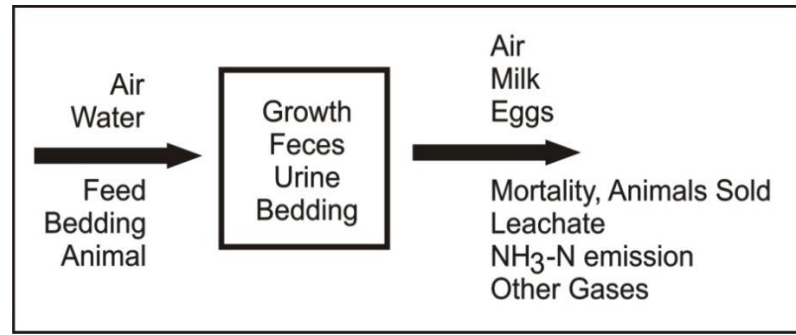 Air
Water
Feed
Bedding
Animal
Growth
Feces
Urine
Bedding
Air
Milk
Eggs
Mortality, Animals Sold
Leachate
NH3-N emission
Other Gases